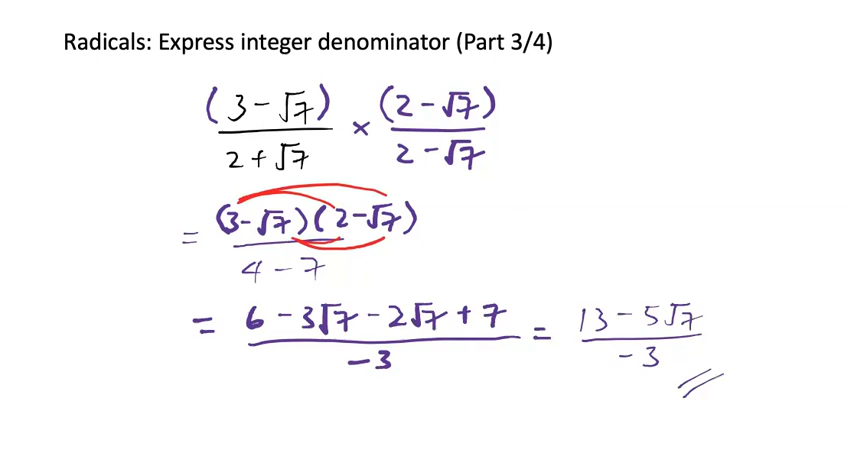 Radicals: Express integer denominator (Part 3/4)
(3 - √7) / (2 + √7) × (2 - √7) / (2 - √7)
= (3 - √7)(2 - √7) / (4 - 7)
= (6 - 3√7 - 2√7 + 7) / (-3) = (13 - 5√7) / (-3)